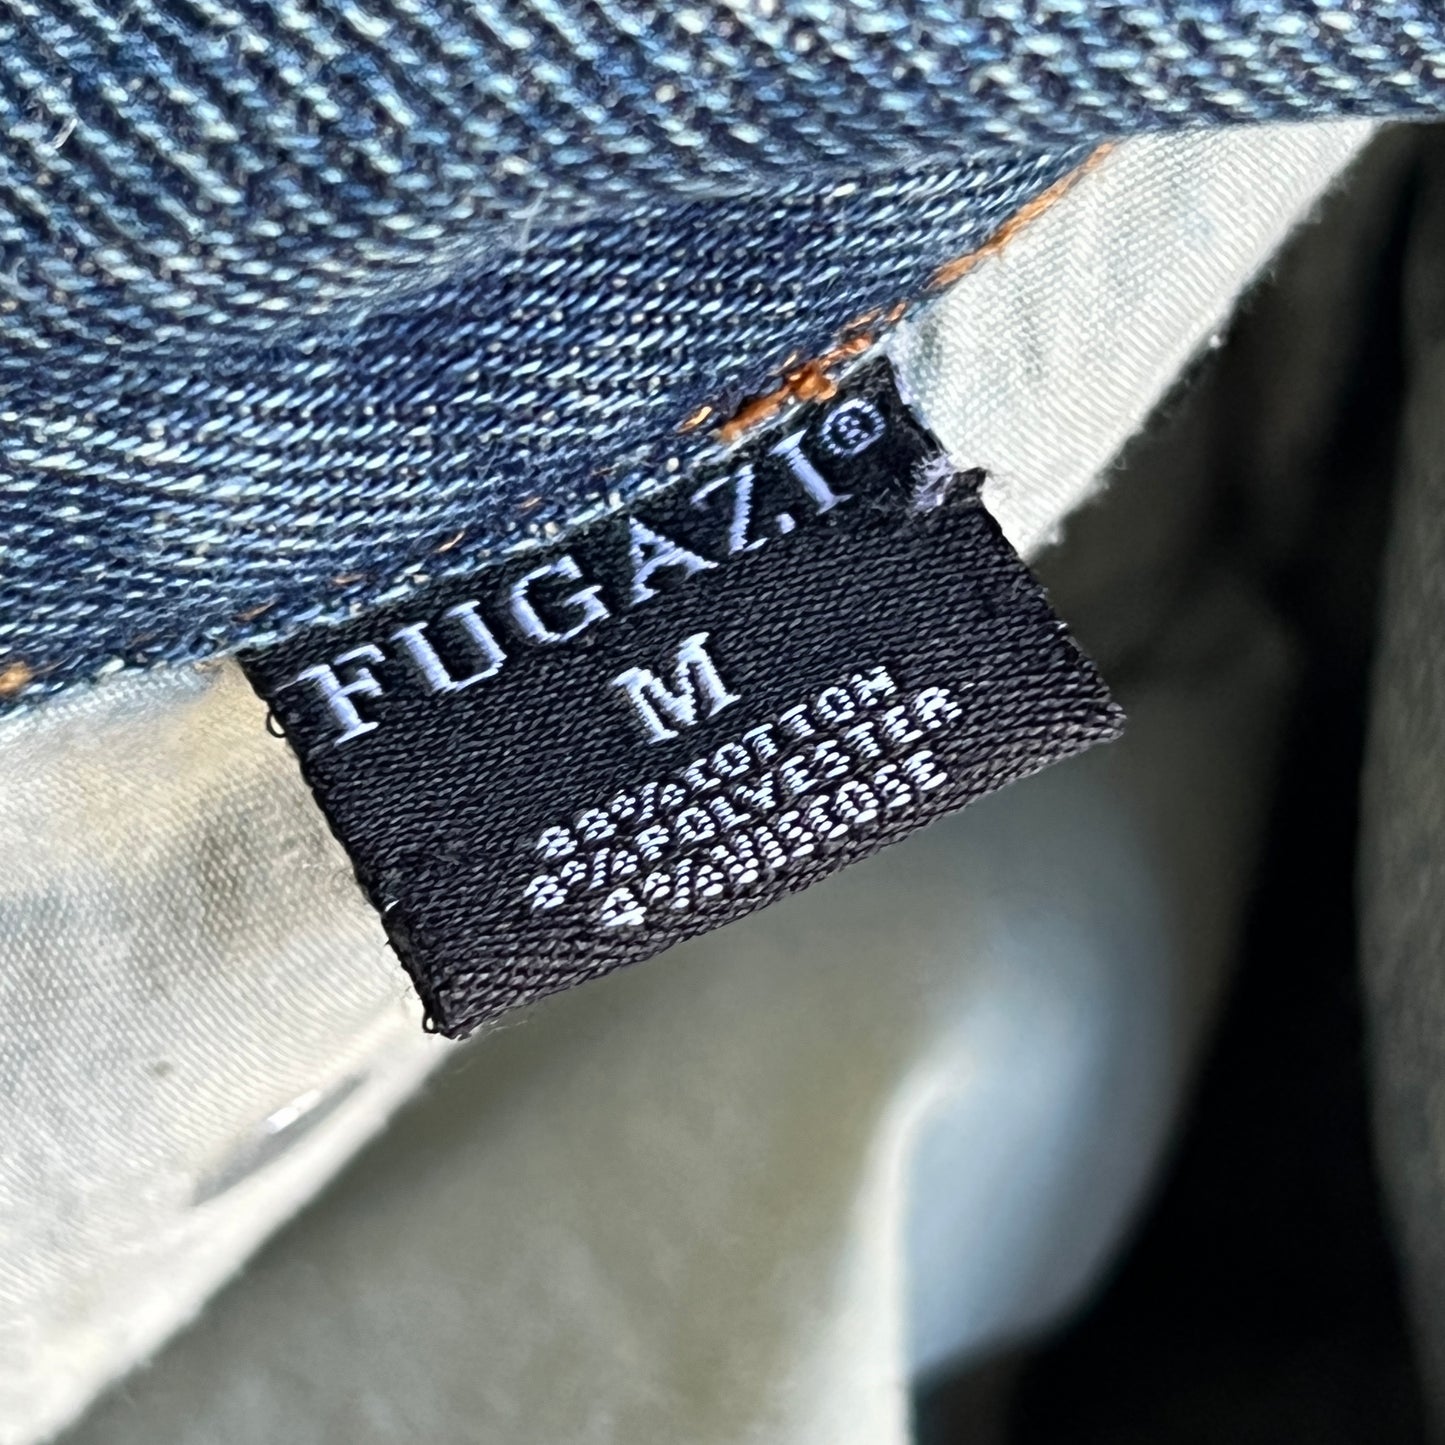 FUGAZI®
M
88%COTTON
8%POLYESTER
4%VISCOSE